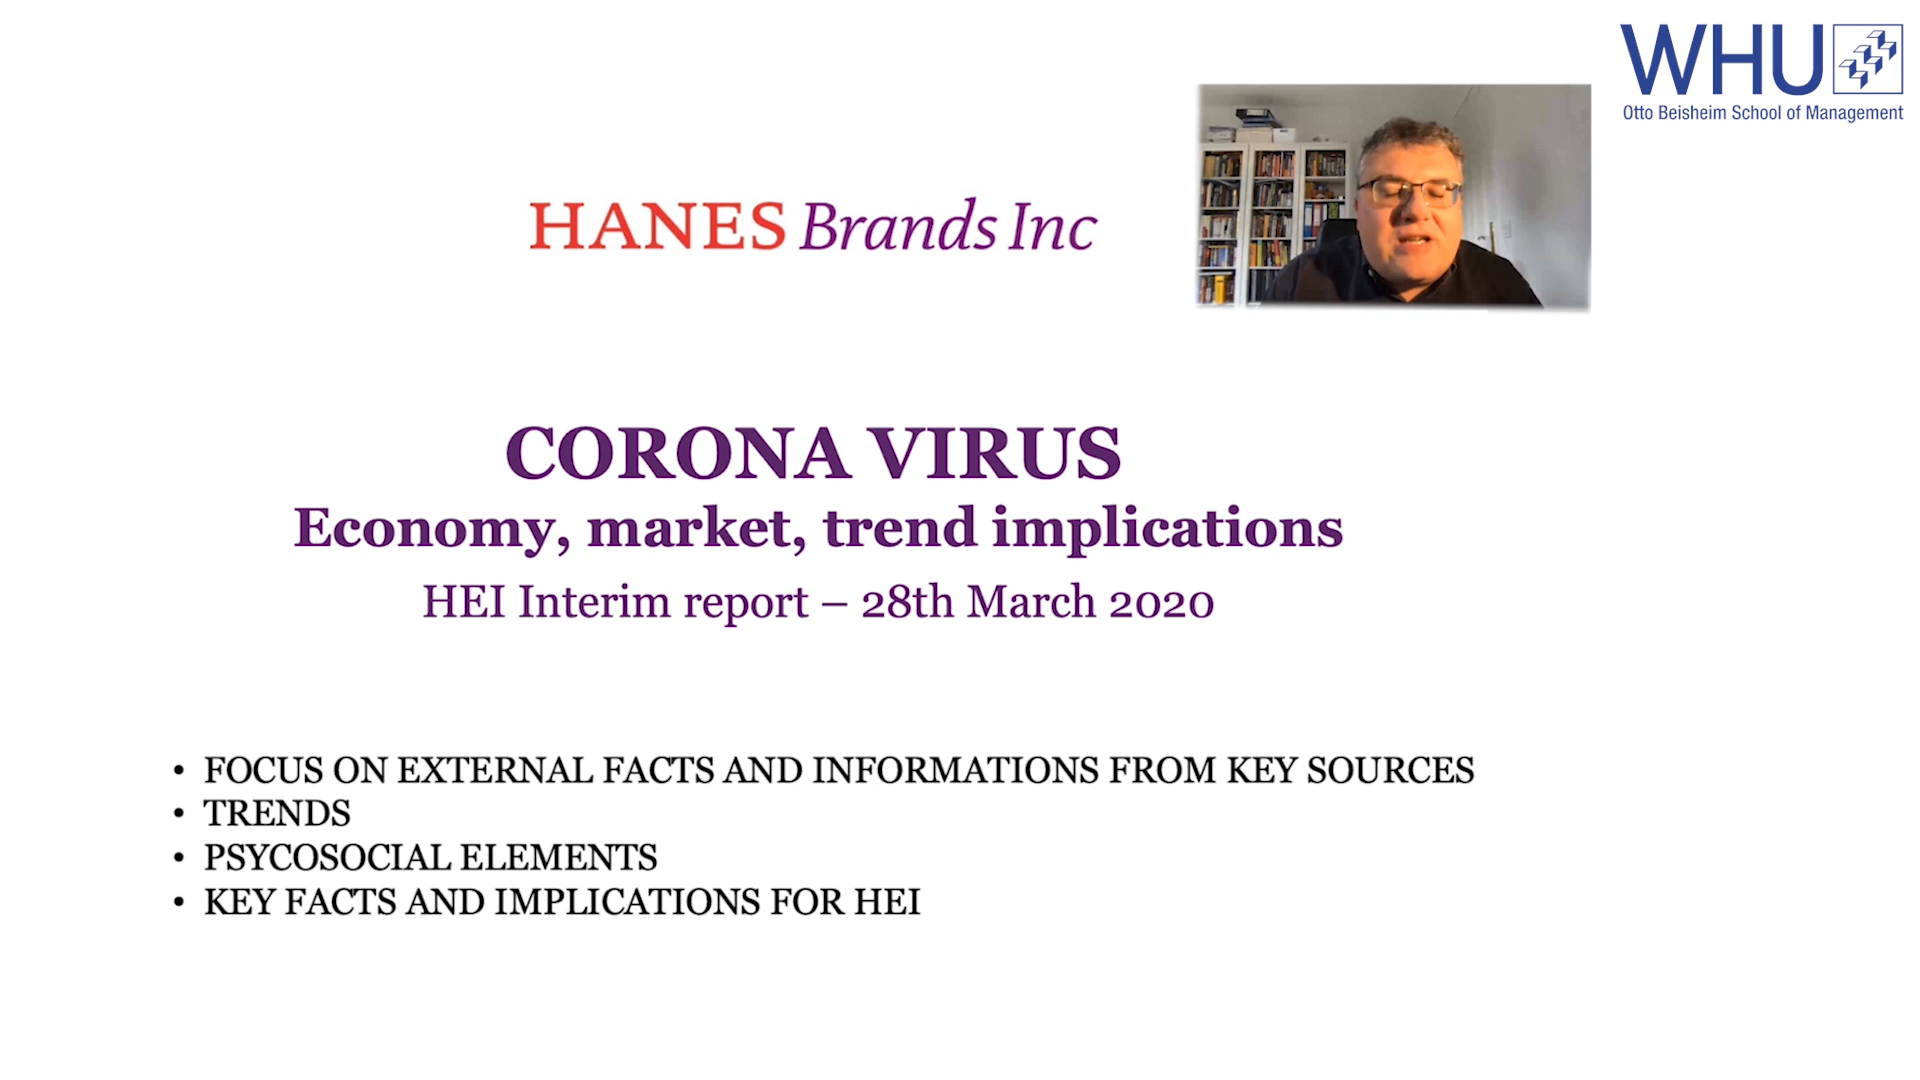 WHU
Otto Beisheim School of Management
HANES Brands Inc
CORONA VIRUS
Economy, market, trend implications
HEI Interim report – 28th March 2020
• FOCUS ON EXTERNAL FACTS AND INFORMATIONS FROM KEY SOURCES
• TRENDS
• PSYCOSOCIAL ELEMENTS
• KEY FACTS AND IMPLICATIONS FOR HEI